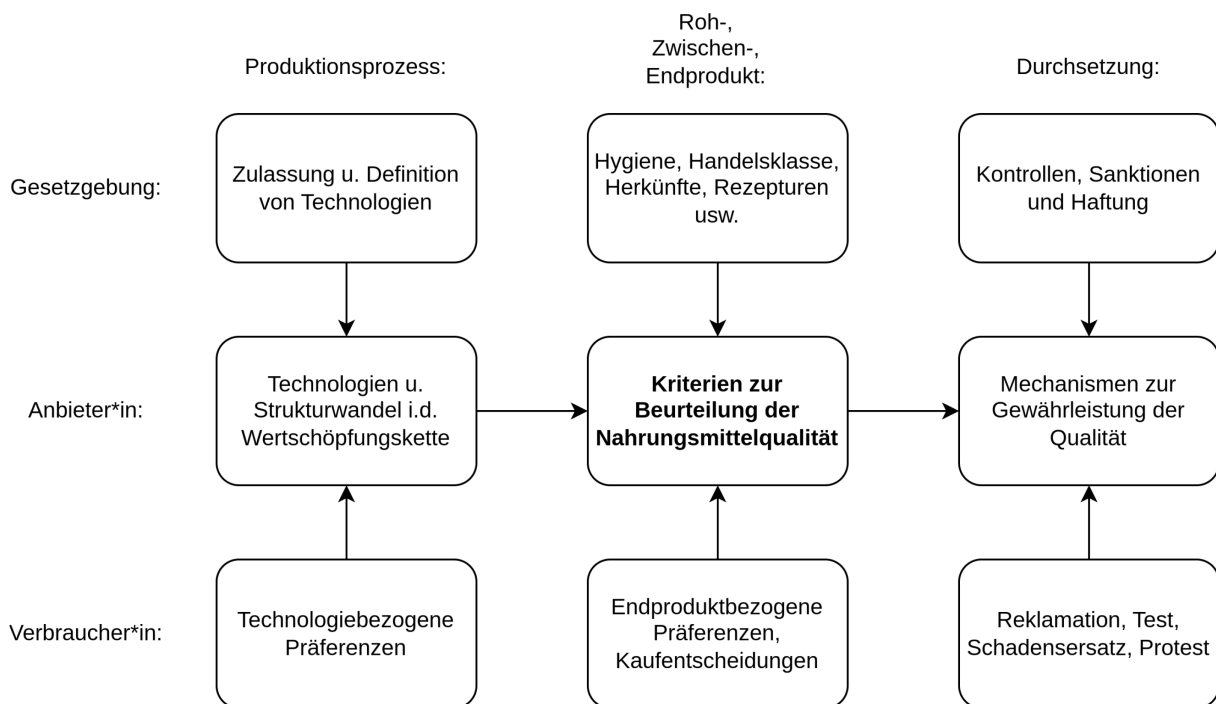 Produktionsprozess:
Roh-,
Zwischen-,
Endprodukt:
Durchsetzung:
Gesetzgebung:
Zulassung u. Definition
von Technologien
Hygiene, Handelsklasse,
Herkünfte, Rezepturen
usw.
Kontrollen, Sanktionen
und Haftung
Anbieter*in:
Technologien u.
Strukturwandel i.d.
Wertschöpfungskette
Kriterien zur
Beurteilung der
Nahrungsmittelqualität
Mechanismen zur
Gewährleistung der
Qualität
Verbraucher*in:
Technologiebezogene
Präferenzen
Endproduktbezogene
Präferenzen,
Kaufentscheidungen
Reklamation, Test,
Schadensersatz, Protest